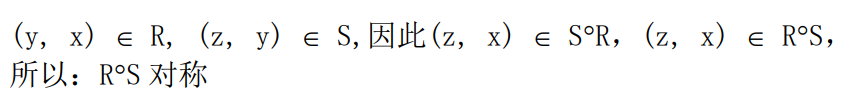 (y, x) ∈ R, (z, y) ∈ S,因此(z, x) ∈ S°R, (z, x) ∈ R°S,
所以: R°S 对称